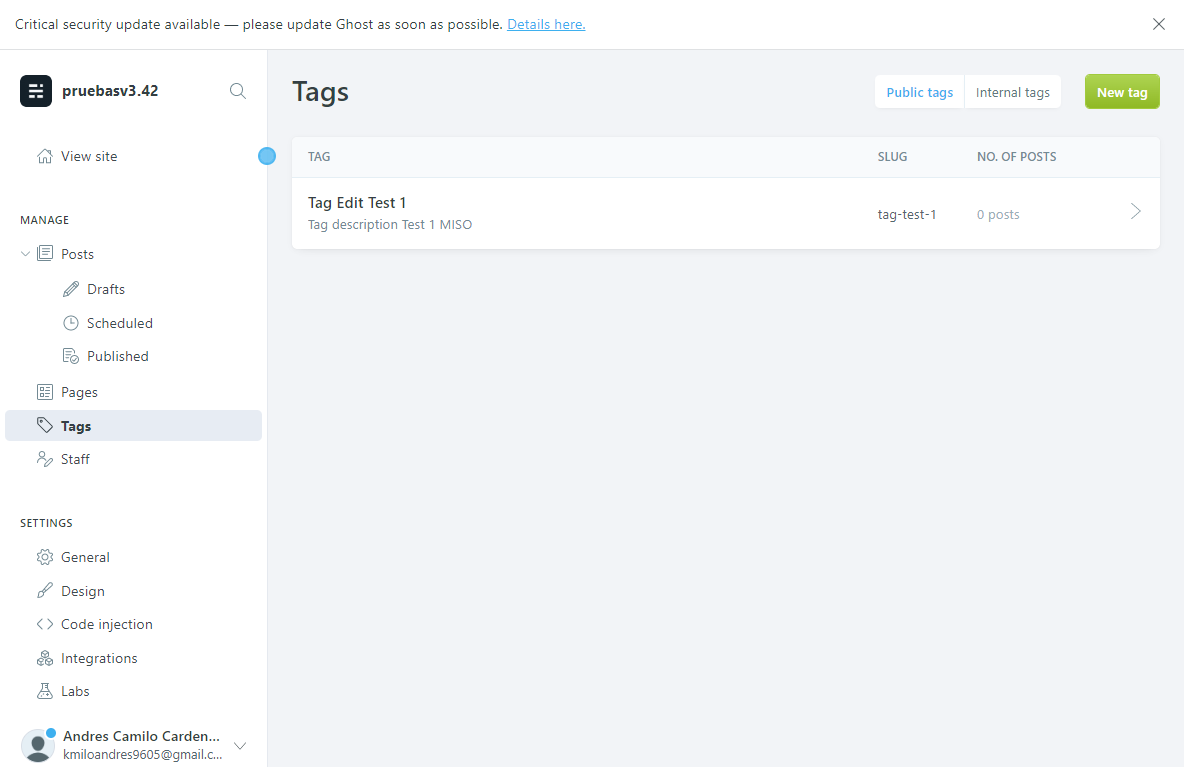 Critical security update available — please update Ghost as soon as possible. Details here.
pruebasv3.42
View site
MANAGE
Posts
Drafts
Scheduled
Published
Pages
Tags
Staff
SETTINGS
General
Design
Code injection
Integrations
Labs
Andres Camilo Carden...
kmiloandres9605@gmail.c...
Tags
Public tags
Internal tags
New tag
TAG SLUG NO. OF POSTS
Tag Edit Test 1
Tag description Test 1 MISO
tag-test-1
0 posts